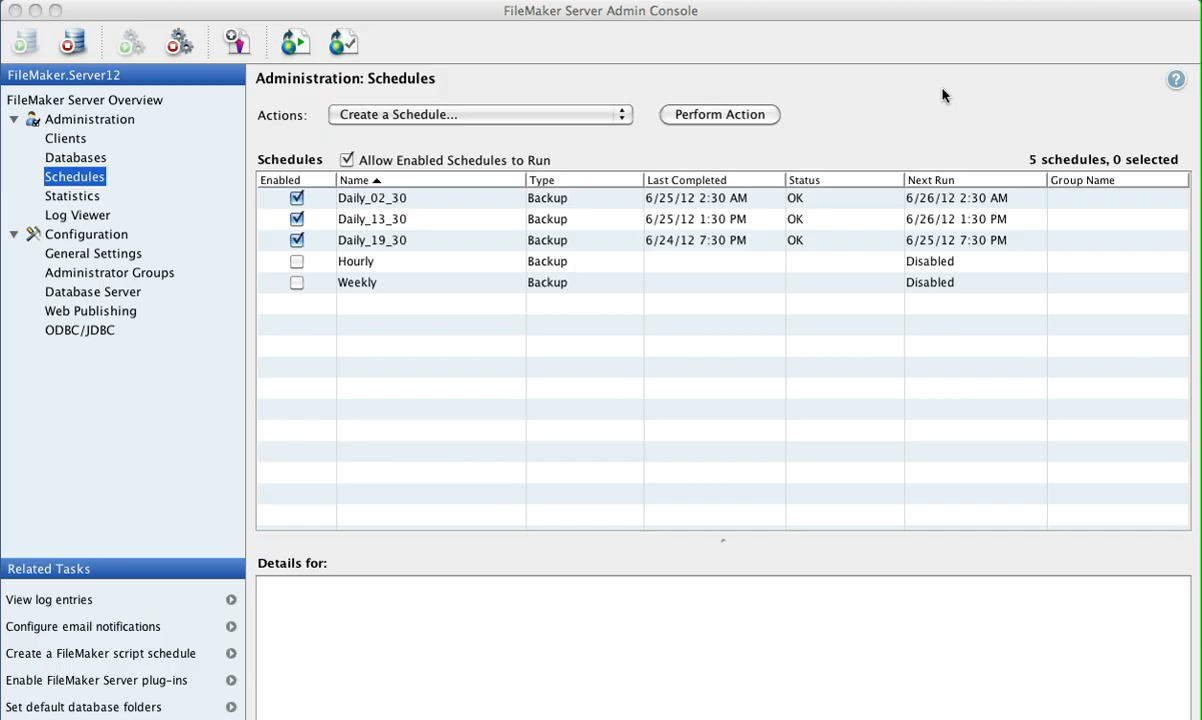 FileMaker Server Admin Console
FileMaker.Server12
FileMaker Server Overview
Administration
Clients
Databases
Schedules
Statistics
Log Viewer
Configuration
General Settings
Administrator Groups
Database Server
Web Publishing
ODBC/JDBC
Related Tasks
View log entries
Configure email notifications
Create a FileMaker script schedule
Enable FileMaker Server plug-ins
Set default database folders
Administration: Schedules
?
Actions: Create a Schedule... Perform Action
Schedules Allow Enabled Schedules to Run 5 schedules, 0 selected
Enabled Name Type Last Completed Status Next Run Group Name
Daily_02_30 Backup 6/25/12 2:30 AM OK 6/26/12 2:30 AM
Daily_13_30 Backup 6/25/12 1:30 PM OK 6/26/12 1:30 PM
Daily_19_30 Backup 6/24/12 7:30 PM OK 6/25/12 7:30 PM
Hourly Backup Disabled
Weekly Backup Disabled
Details for: